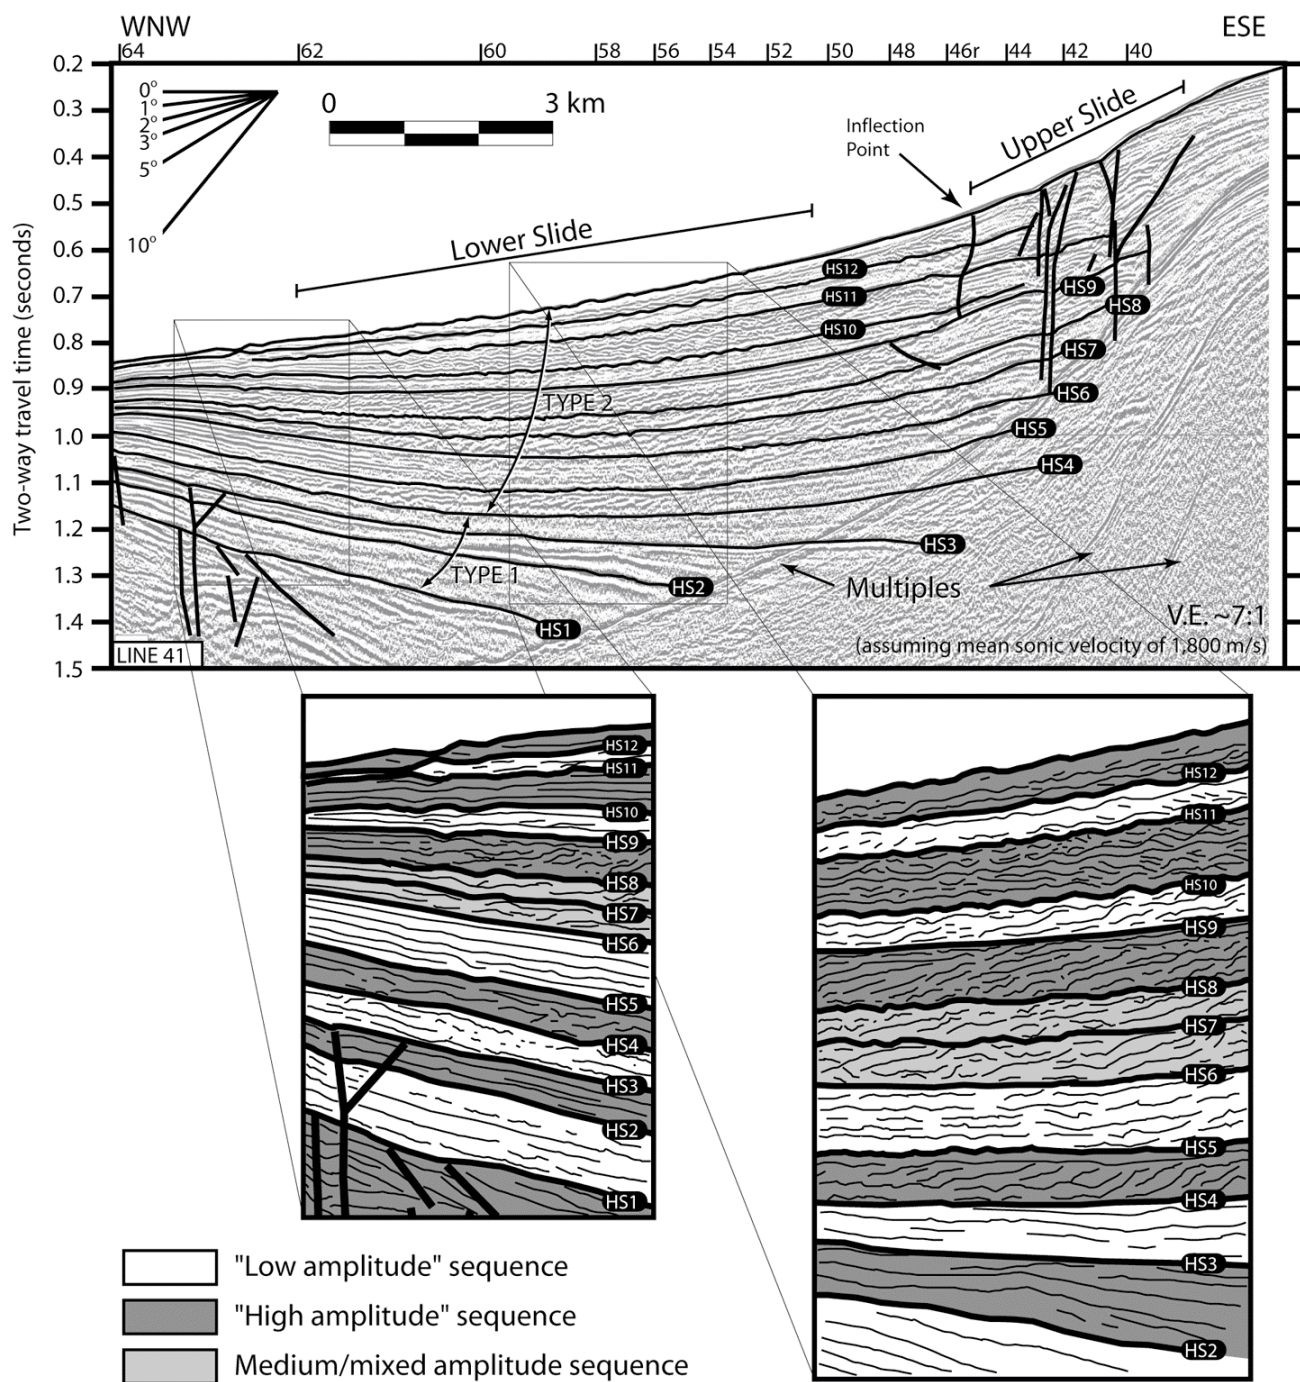 WNW
ESE
64
62
60
58
56
54
52
50
48
46r
44
42
40
0.2
0.3
0.4
0.5
0.6
0.7
0.8
0.9
1.0
1.1
1.2
1.3
1.4
1.5
Two-way travel time (seconds)
0°
1°
2°
3°
5°
10°
0
3 km
Inflection
Point
Upper Slide
Lower Slide
HS12
HS11
HS10
HS9
HS8
HS7
HS6
HS5
HS4
HS3
HS2
HS1
TYPE 2
TYPE 1
Multiples
V.E. ~7:1
(assuming mean sonic velocity of 1,800 m/s)
LINE 41
HS12
HS11
HS10
HS9
HS8
HS7
HS6
HS5
HS4
HS3
HS2
HS1
HS12
HS11
HS10
HS9
HS8
HS7
HS6
HS5
HS4
HS3
HS2
"Low amplitude" sequence
"High amplitude" sequence
Medium/mixed amplitude sequence